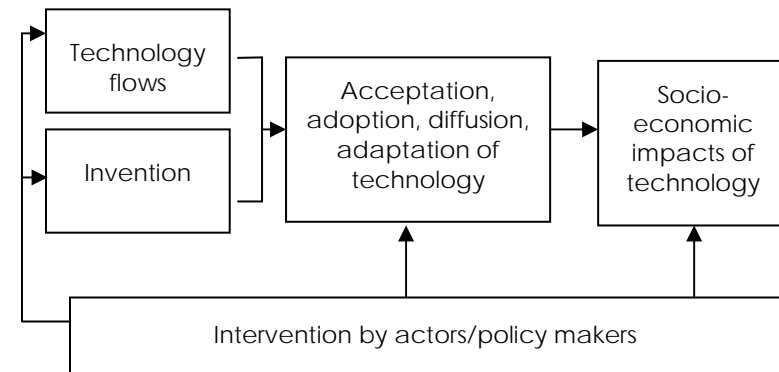 Technology
flows
Invention
Acceptation,
adoption, diffusion,
adaptation of
technology
Socio-
economic
impacts of
technology
Intervention by actors/policy makers